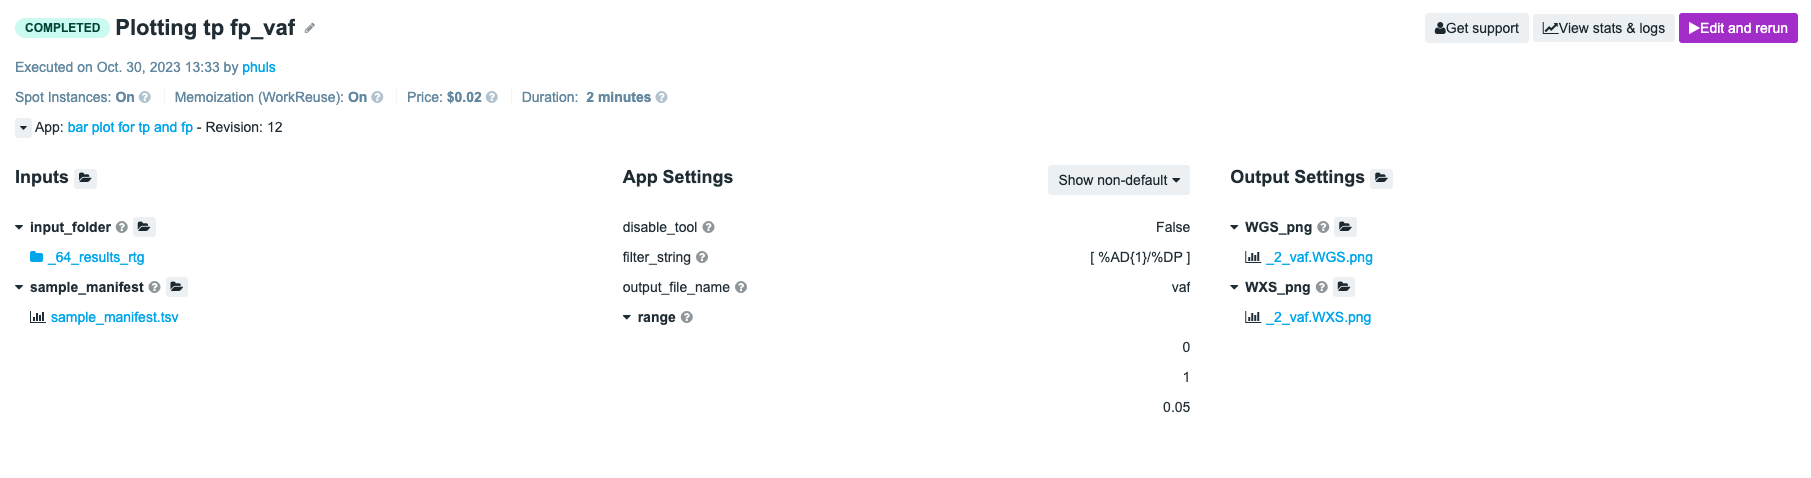 COMPLETED Plotting tp fp_vaf
Get support View stats & logs Edit and rerun
Executed on Oct. 30, 2023 13:33 by phuls
Spot Instances: On Memoization (WorkReuse): On Price: $0.02 Duration: 2 minutes
App: bar plot for tp and fp - Revision: 12
Inputs
input_folder
_64_results_rtg
sample_manifest
sample_manifest.tsv
App Settings
Show non-default
disable_tool False
filter_string [ %AD{1}/%DP ]
output_file_name vaf
range
0
1
0.05
Output Settings
WGS_png
_2_vaf.WGS.png
WXS_png
_2_vaf.WXS.png